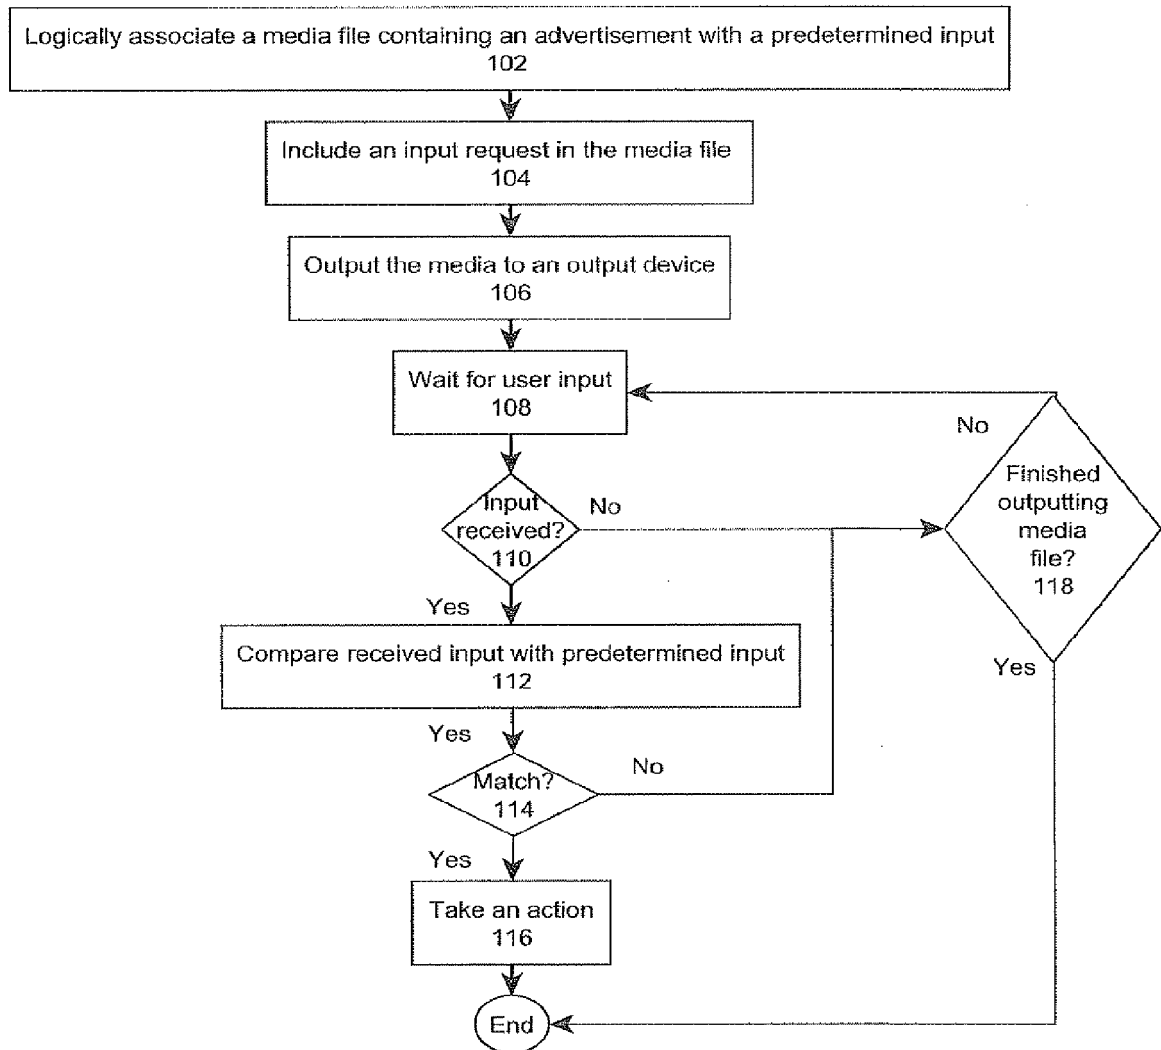 Logically associate a media file containing an advertisement with a predetermined input
102
Include an input request in the media file
104
Output the media to an output device
106
Wait for user input
108
No
Finished
outputting
media
file?
118
Input
received?
110
No
Yes
Yes
Compare received input with predetermined input
112
Yes
Match?
114
No
Yes
Take an action
116
End